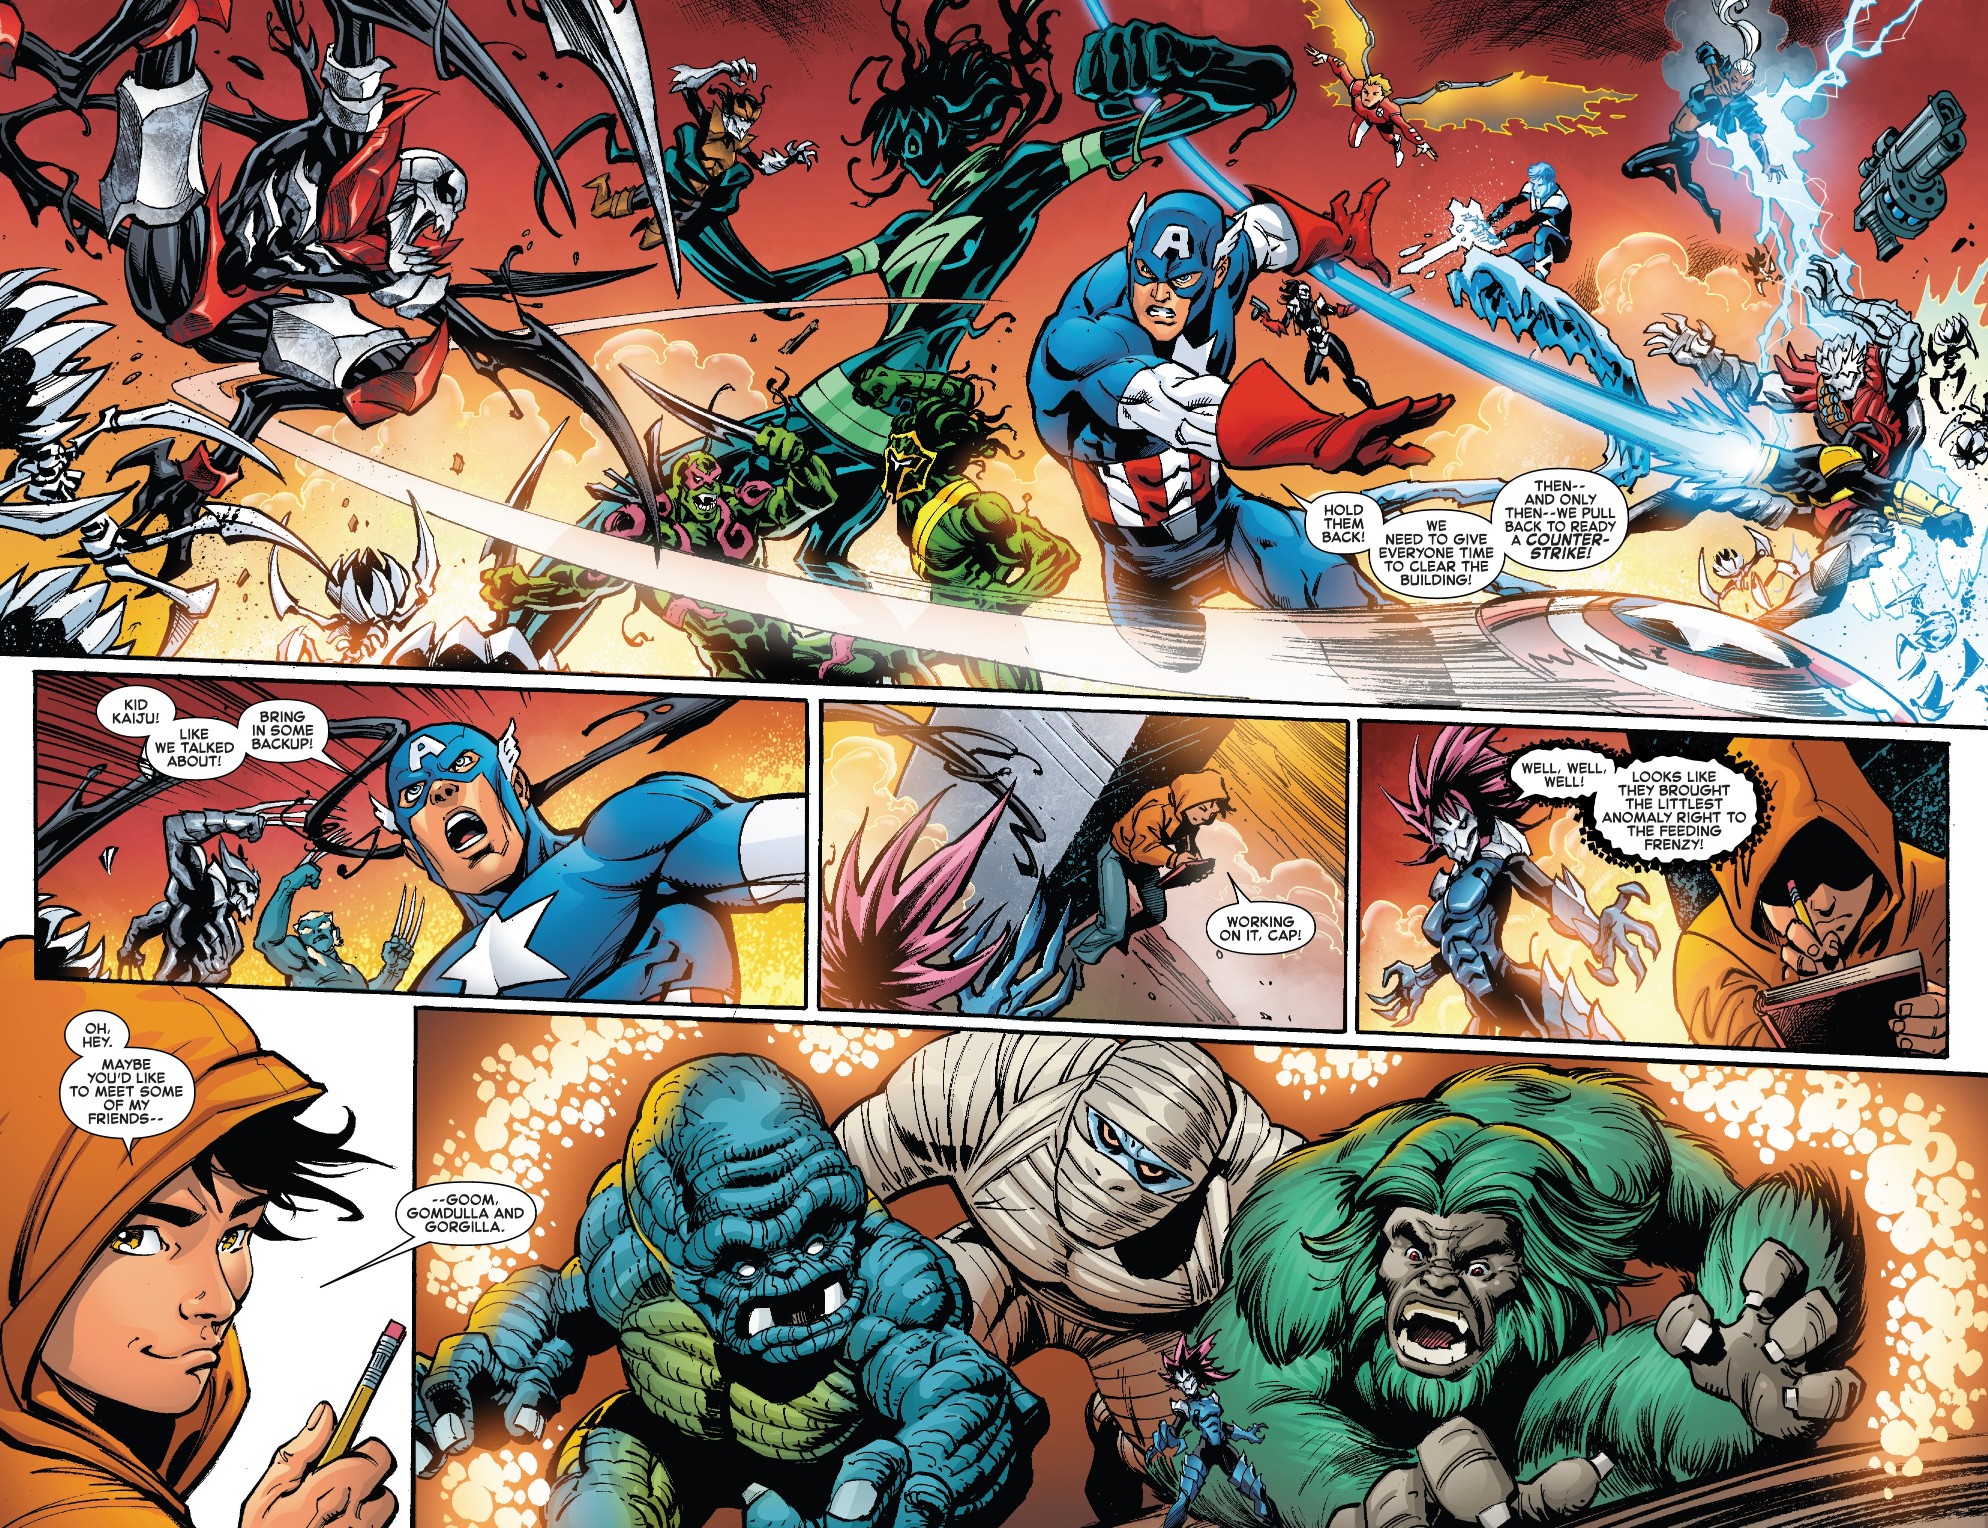 HOLD
THEM
BACK!
WE
NEED TO GIVE
EVERYONE TIME
TO CLEAR THE
BUILDING!
THEN--
AND ONLY
THEN--WE PULL
BACK TO READY
A COUNTER-
STRIKE!
KID
KAIJU!
LIKE
WE TALKED
ABOUT!
BRING
IN SOME
BACKUP!
WORKING
ON IT, CAP!
WELL, WELL,
WELL!
LOOKS LIKE
THEY BROUGHT
THE LITTLEST
ANOMALY RIGHT TO
THE FEEDING
FRENZY!
OH,
HEY.
MAYBE
YOU'D LIKE
TO MEET SOME
OF MY
FRIENDS--
--GOOM,
GOMDULLA AND
GORGILLA.